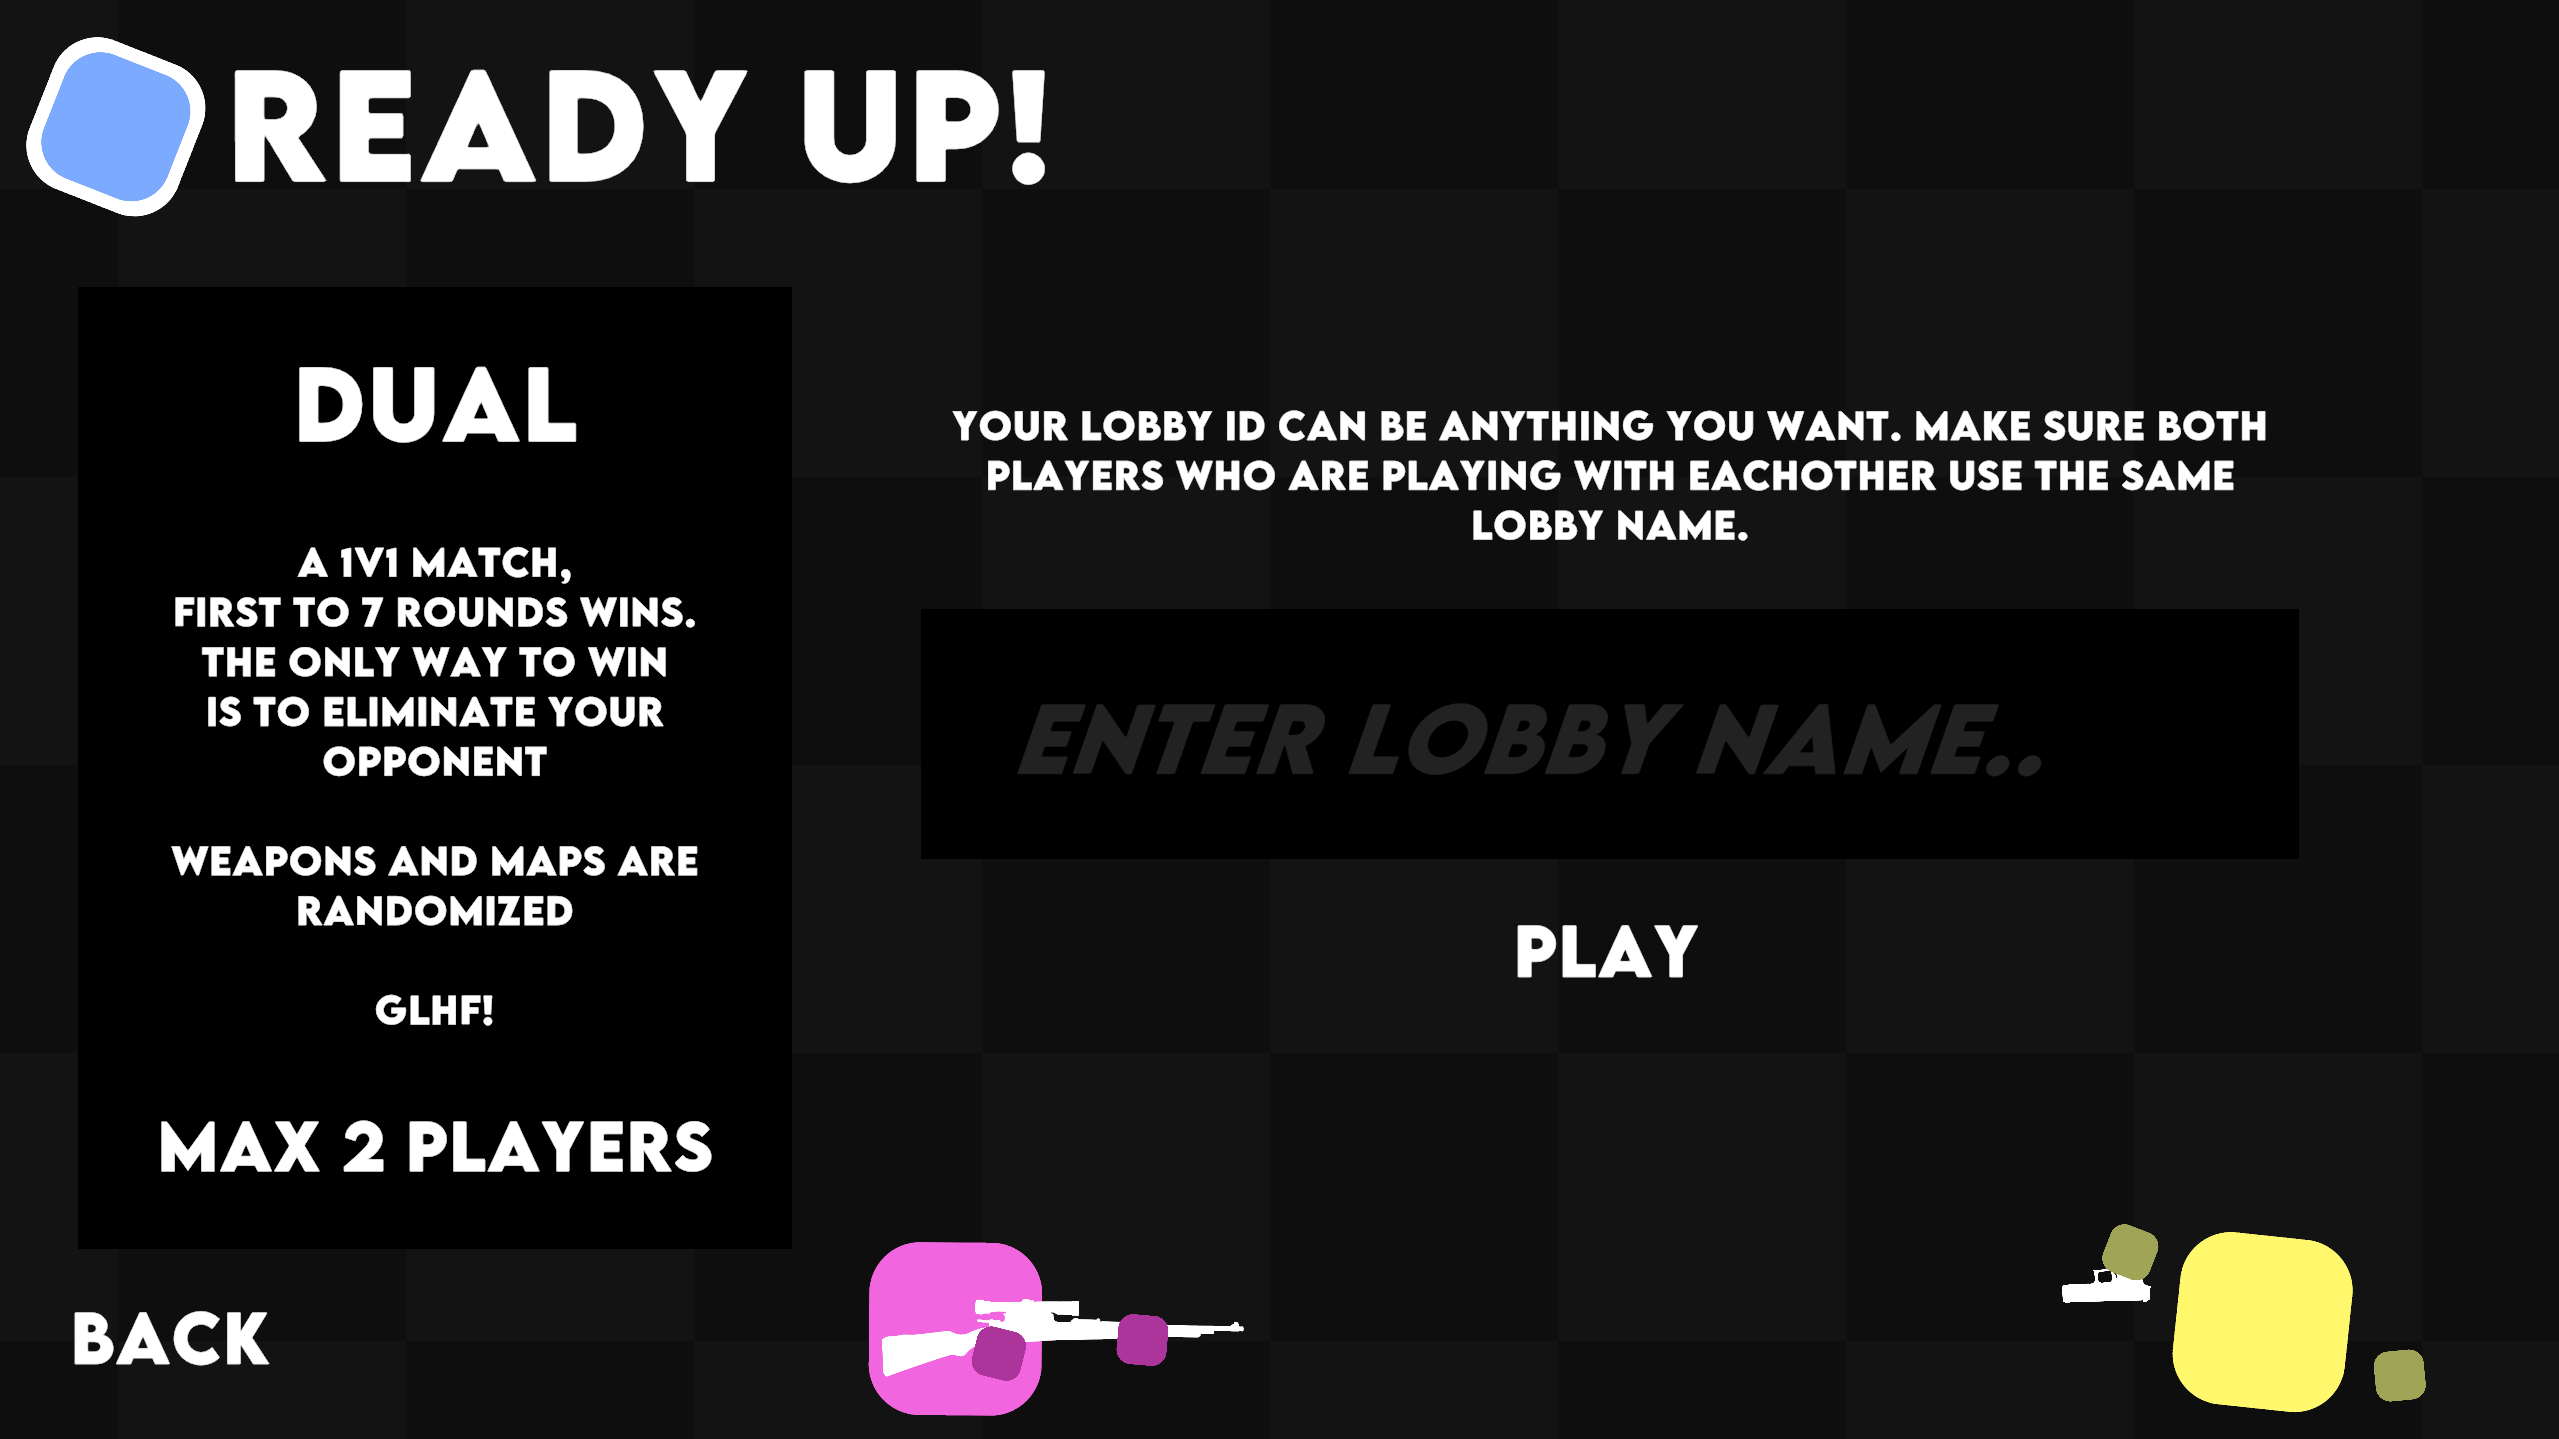 READY UP!
DUAL
A 1V1 MATCH,
FIRST TO 7 ROUNDS WINS.
THE ONLY WAY TO WIN
IS TO ELIMINATE YOUR
OPPONENT
WEAPONS AND MAPS ARE
RANDOMIZED
GLHF!
MAX 2 PLAYERS
YOUR LOBBY ID CAN BE ANYTHING YOU WANT. MAKE SURE BOTH
PLAYERS WHO ARE PLAYING WITH EACHOTHER USE THE SAME
LOBBY NAME.
ENTER LOBBY NAME..
PLAY
BACK